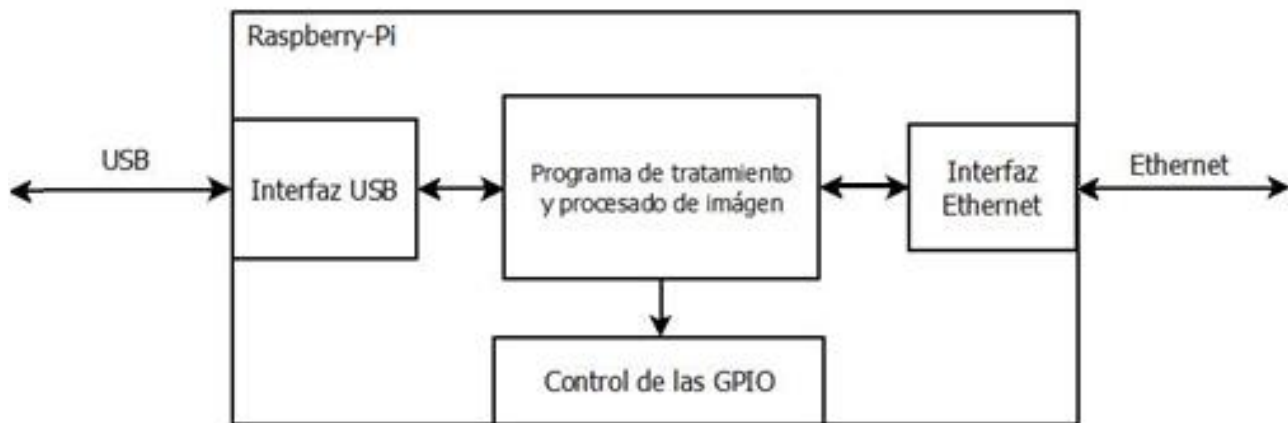 Raspberry-Pi
USB
Interfaz USB
Programa de tratamiento
y procesado de imágen
Interfaz
Ethernet
Ethernet
Control de las GPIO